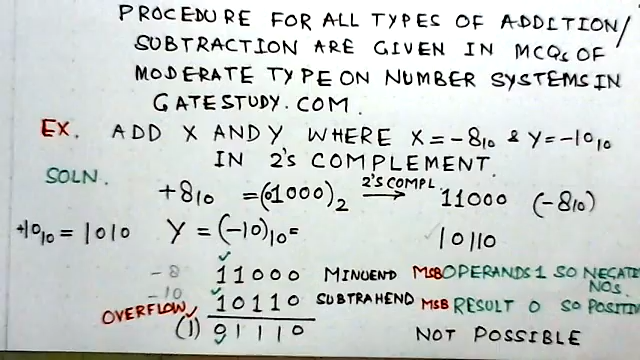 PROCEDURE FOR ALL TYPES OF ADDITION/
SUBTRACTION ARE GIVEN IN MCQs OF
MODERATE TYPE ON NUMBER SYSTEMS IN
GATESTUDY.COM.
EX. ADD X AND Y WHERE X=-8₁₀ & Y=-10₁₀
IN 2's COMPLEMENT.
SOLN.
+8₁₀ =(01000)₂ 2'S COMPL. → 11000 (-8₁₀)
+10₁₀ = 1010 Y = (-10)₁₀ = 10110
-8 11000 MINUEND MSB OPERANDS 1 SO NEGATI
NOS.
-10 10110 SUBTRAHEND MSB RESULT 0 SO POSITIV
OVERFLOW (1) 01110 NOT POSSIBLE